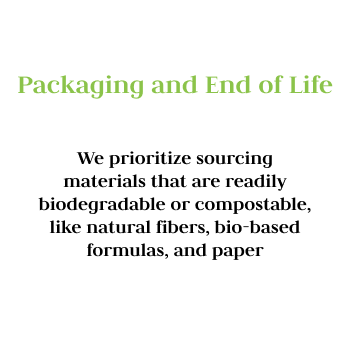 Packaging and End of Life
We prioritize sourcing
materials that are readily
biodegradable or compostable,
like natural fibers, bio-based
formulas, and paper